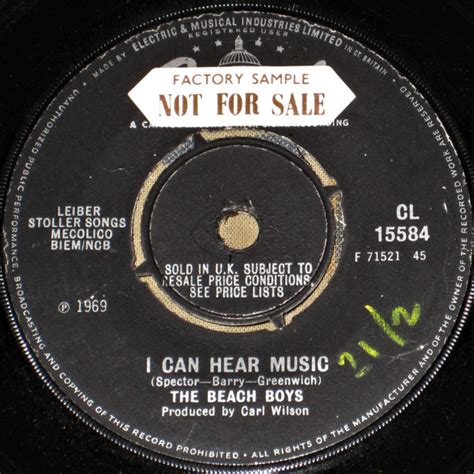 MADE BY ELECTRIC & MUSICAL INDUSTRIES LIMITED IN GT BRITAIN
REGISTERED USER
FACTORY SAMPLE
NOT FOR SALE
A CA
DING
LEIBER
STOLLER SONGS
MECOLICO
BIEM/NCB
CL
15584
F 71521 45
SOLD IN U.K. SUBJECT TO
RESALE PRICE CONDITIONS,
SEE PRICE LISTS
℗ 1969
21/2
I CAN HEAR MUSIC
(Spector—Barry—Greenwich)
THE BEACH BOYS
Produced by Carl Wilson
UNAUTHORIZED PUBLIC PERFORMANCE, BROADCASTING AND COPYING OF THIS RECORD PROHIBITED • ALL RIGHTS OF THE MANUFACTURER AND OF THE OWNER OF THE RECORDED WORK RESERVED